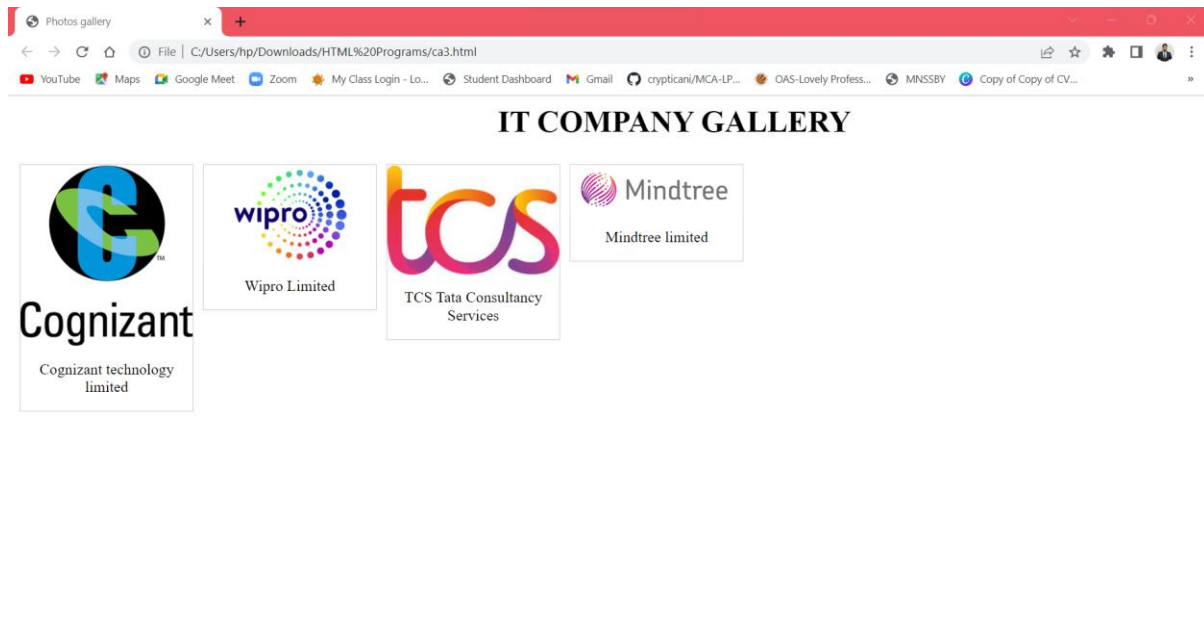 Photos gallery
File | C:/Users/hp/Downloads/HTML%20Programs/ca3.html
YouTube Maps Google Meet Zoom My Class Login - Lo... Student Dashboard Gmail crypticani/MCA-LP... OAS-Lovely Profess... MNSSBY Copy of Copy of CV... »
IT COMPANY GALLERY
TM
Cognizant
Cognizant technology
limited
wipro
Wipro Limited
tcs
TCS Tata Consultancy
Services
Mindtree
Mindtree limited